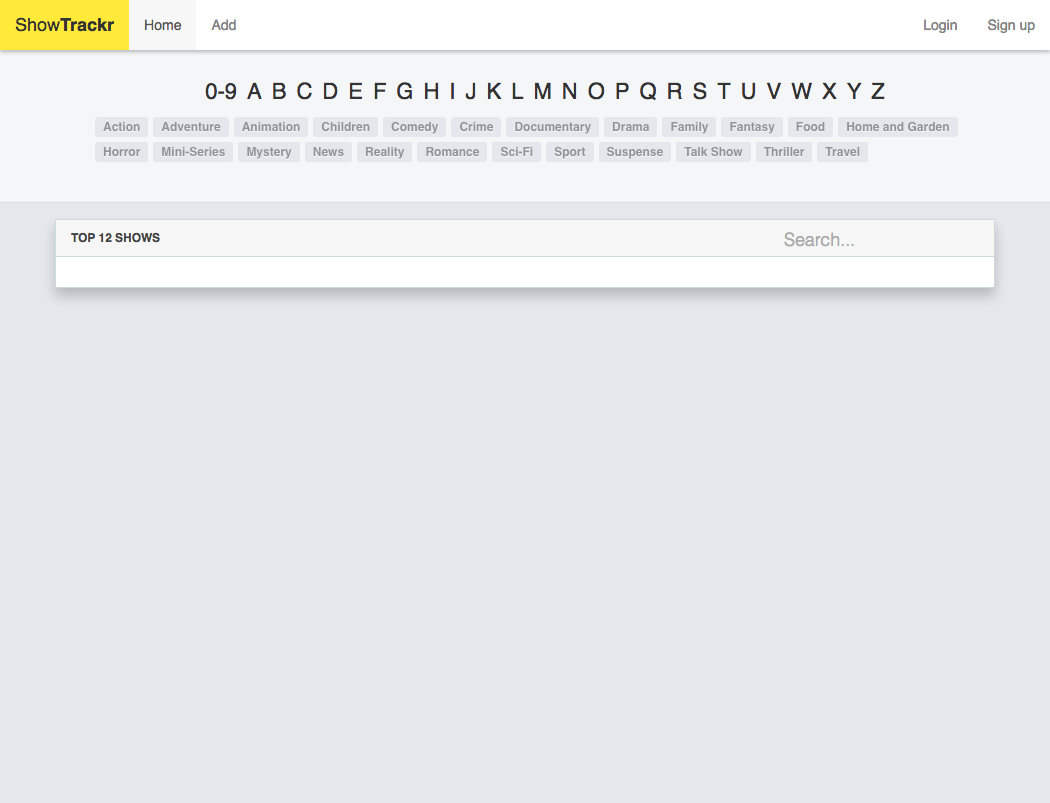 ShowTrackr Home Add Login Sign up
0-9 A B C D E F G H I J K L M N O P Q R S T U V W X Y Z
Action Adventure Animation Children Comedy Crime Documentary Drama Family Fantasy Food Home and Garden
Horror Mini-Series Mystery News Reality Romance Sci-Fi Sport Suspense Talk Show Thriller Travel
TOP 12 SHOWS Search...